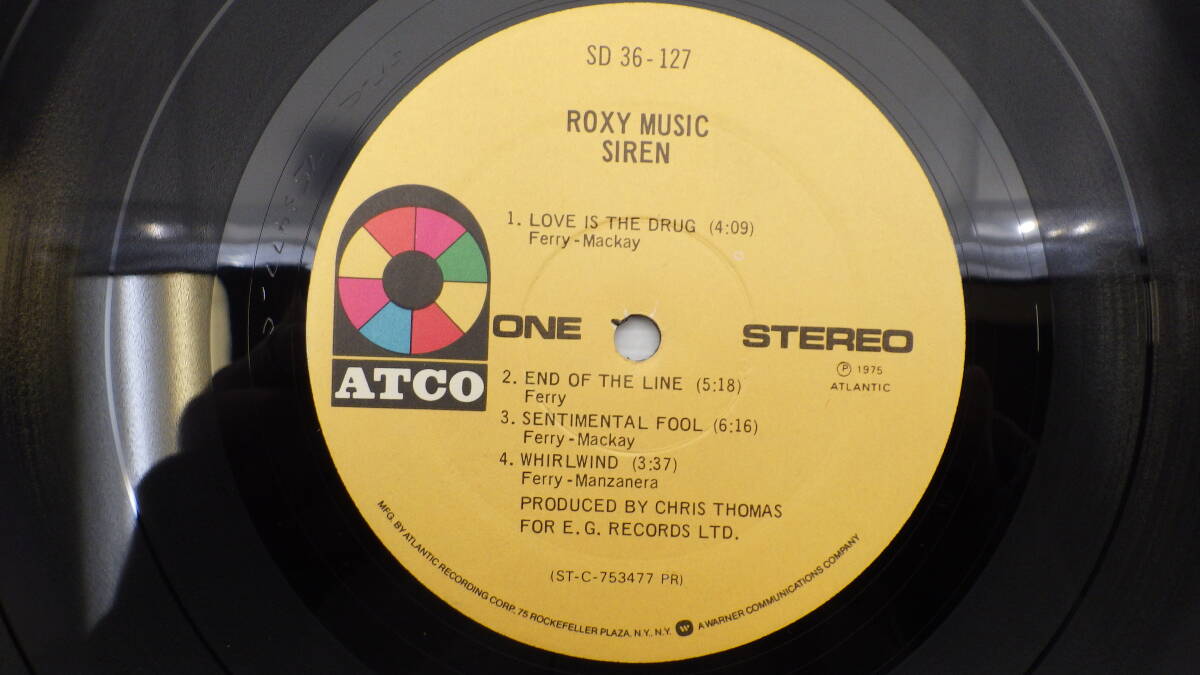 SD 36-127
ROXY MUSIC
SIREN
1. LOVE IS THE DRUG (4:09)
Ferry-Mackay
ONE
STEREO
℗ 1975
ATLANTIC
ATCO
2. END OF THE LINE (5:18)
Ferry
3. SENTIMENTAL FOOL (6:16)
Ferry-Mackay
4. WHIRLWIND (3:37)
Ferry-Manzanera
PRODUCED BY CHRIS THOMAS
FOR E.G. RECORDS LTD.
(ST-C-753477 PR)
MFG. BY ATLANTIC RECORDING CORP. 75 ROCKEFELLER PLAZA, N.Y., N.Y. A WARNER COMMUNICATIONS COMPANY